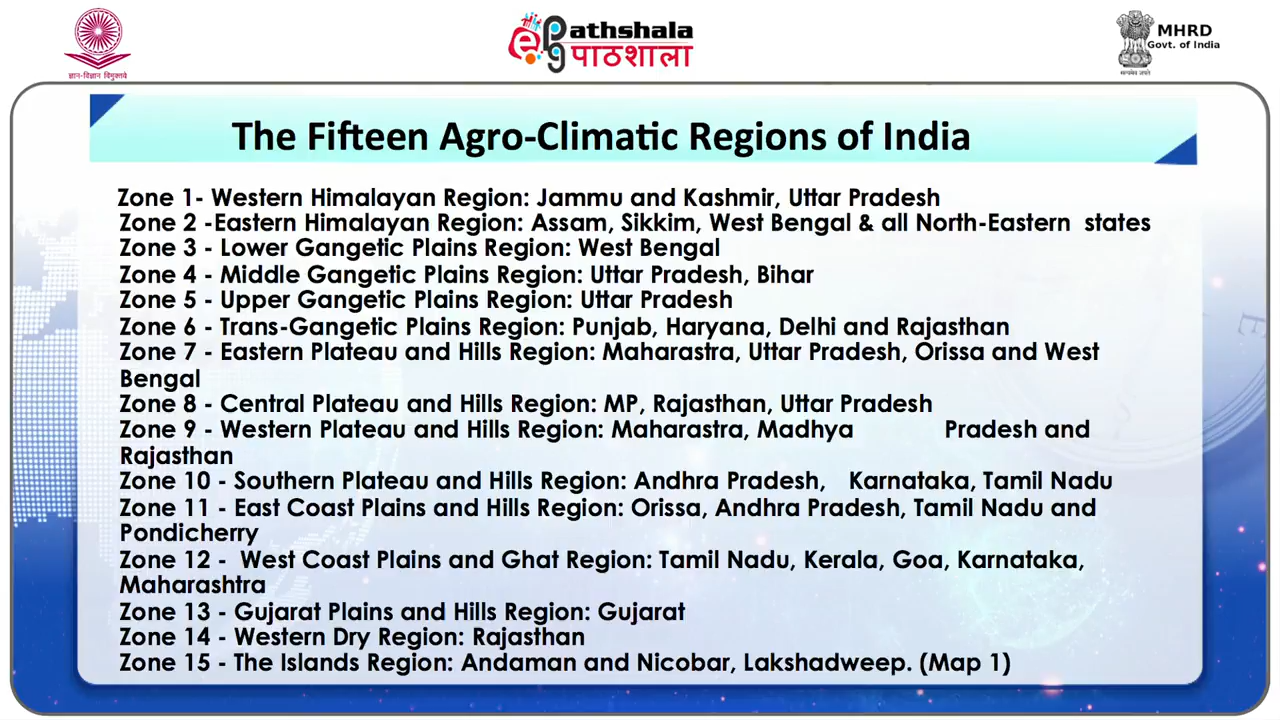 ज्ञान-विज्ञान विमुक्तये
epg Pathshala
पाठशाला
MHRD
Govt. of India
सत्यमेव जयते
The Fifteen Agro-Climatic Regions of India
Zone 1- Western Himalayan Region: Jammu and Kashmir, Uttar Pradesh
Zone 2 -Eastern Himalayan Region: Assam, Sikkim, West Bengal & all North-Eastern states
Zone 3 - Lower Gangetic Plains Region: West Bengal
Zone 4 - Middle Gangetic Plains Region: Uttar Pradesh, Bihar
Zone 5 - Upper Gangetic Plains Region: Uttar Pradesh
Zone 6 - Trans-Gangetic Plains Region: Punjab, Haryana, Delhi and Rajasthan
Zone 7 - Eastern Plateau and Hills Region: Maharastra, Uttar Pradesh, Orissa and West
Bengal
Zone 8 - Central Plateau and Hills Region: MP, Rajasthan, Uttar Pradesh
Zone 9 - Western Plateau and Hills Region: Maharastra, Madhya Pradesh and
Rajasthan
Zone 10 - Southern Plateau and Hills Region: Andhra Pradesh, Karnataka, Tamil Nadu
Zone 11 - East Coast Plains and Hills Region: Orissa, Andhra Pradesh, Tamil Nadu and
Pondicherry
Zone 12 - West Coast Plains and Ghat Region: Tamil Nadu, Kerala, Goa, Karnataka,
Maharashtra
Zone 13 - Gujarat Plains and Hills Region: Gujarat
Zone 14 - Western Dry Region: Rajasthan
Zone 15 - The Islands Region: Andaman and Nicobar, Lakshadweep. (Map 1)